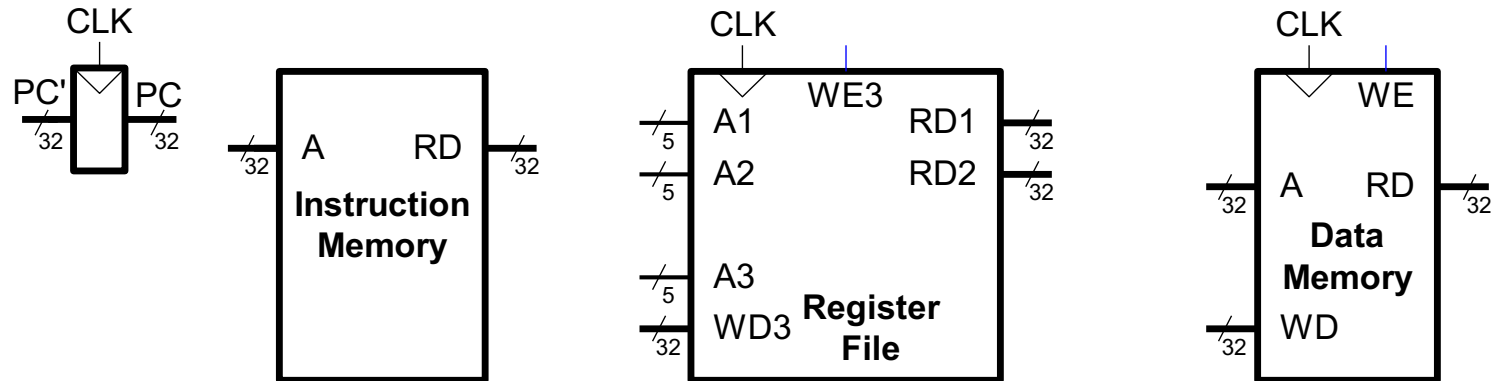 CLK
PC'
PC
32
32
A
RD
32
32
Instruction
Memory
CLK
WE3
A1
RD1
5
32
A2
RD2
5
32
A3
5
WD3
32
Register
File
CLK
WE
A
RD
32
32
Data
Memory
WD
32